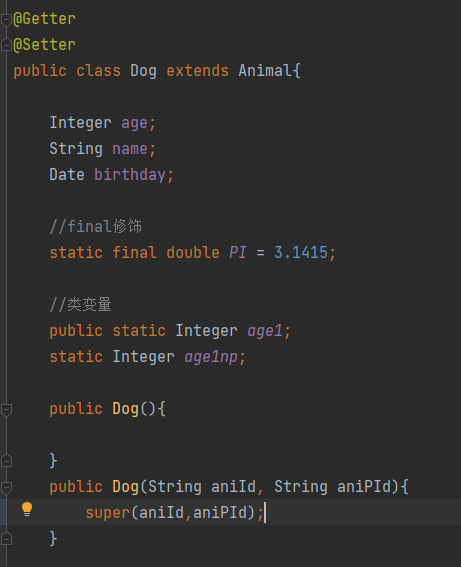 @Getter
@Setter
public class Dog extends Animal{
Integer age;
String name;
Date birthday;
//final修饰
static final double PI = 3.1415;
//类变量
public static Integer age1;
static Integer age1np;
public Dog(){
}
public Dog(String aniId, String aniPId){
super(aniId,aniPId);
}